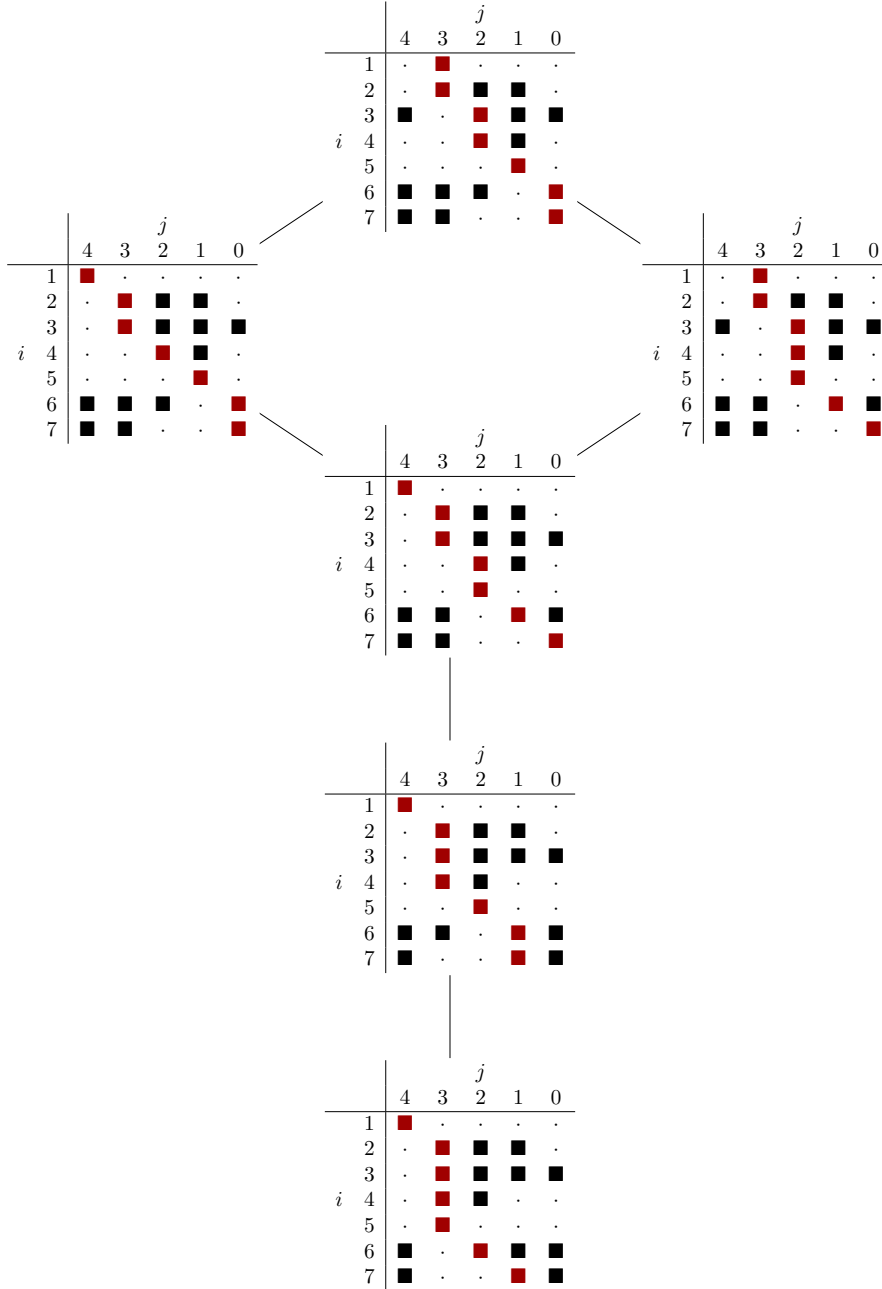 j
4 3 2 1 0
1 · ■ · · ·
2 · ■ ■ ■ ·
3 ■ · ■ ■ ■
i 4 · · ■ ■ ·
5 · · · ■ ·
6 ■ ■ ■ · ■
7 ■ ■ · · ■
j
4 3 2 1 0
1 ■ · · · ·
2 · ■ ■ ■ ·
3 · ■ ■ ■ ■
i 4 · · ■ ■ ·
5 · · · ■ ·
6 ■ ■ ■ · ■
7 ■ ■ · · ■
j
4 3 2 1 0
1 · ■ · · ·
2 · ■ ■ ■ ·
3 ■ · ■ ■ ■
i 4 · · ■ ■ ·
5 · · ■ · ·
6 ■ ■ · ■ ■
7 ■ ■ · · ■
j
4 3 2 1 0
1 ■ · · · ·
2 · ■ ■ ■ ·
3 · ■ ■ ■ ■
i 4 · · ■ ■ ·
5 · · ■ · ·
6 ■ ■ · ■ ■
7 ■ ■ · · ■
j
4 3 2 1 0
1 ■ · · · ·
2 · ■ ■ ■ ·
3 · ■ ■ ■ ■
i 4 · ■ ■ · ·
5 · · ■ · ·
6 ■ ■ · ■ ■
7 ■ · · ■ ■
j
4 3 2 1 0
1 ■ · · · ·
2 · ■ ■ ■ ·
3 · ■ ■ ■ ■
i 4 · ■ ■ · ·
5 · ■ · · ·
6 ■ · ■ ■ ■
7 ■ · · ■ ■